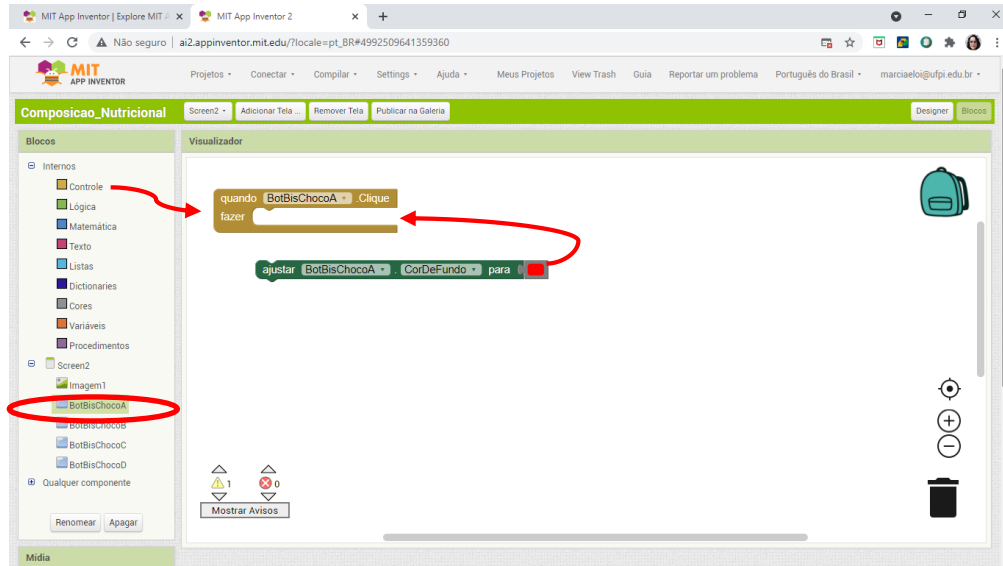 MIT App Inventor | Explore MIT A
MIT App Inventor 2
Não seguro | ai2.appinventor.mit.edu/?locale=pt_BR#4992509641359360
MIT
APP INVENTOR
Projetos Conectar Compilar Settings Ajuda Meus Projetos View Trash Guia Reportar um problema Português do Brasil marciaeloi@ufpi.edu.br
Composicao_Nutricional
Screen2 Adicionar Tela ... Remover Tela Publicar na Galeria Designer Blocos
Blocos
Visualizador
Internos
Controle
Lógica
Matemática
Texto
Listas
Dictionaries
Cores
Variáveis
Procedimentos
Screen2
Imagem1
BotBisChocoA
BotBisChocoB
BotBisChocoC
BotBisChocoD
Qualquer componente
Renomear Apagar
Mídia
quando BotBisChocoA .Clique
fazer
ajustar BotBisChocoA . CorDeFundo para
1 0
Mostrar Avisos